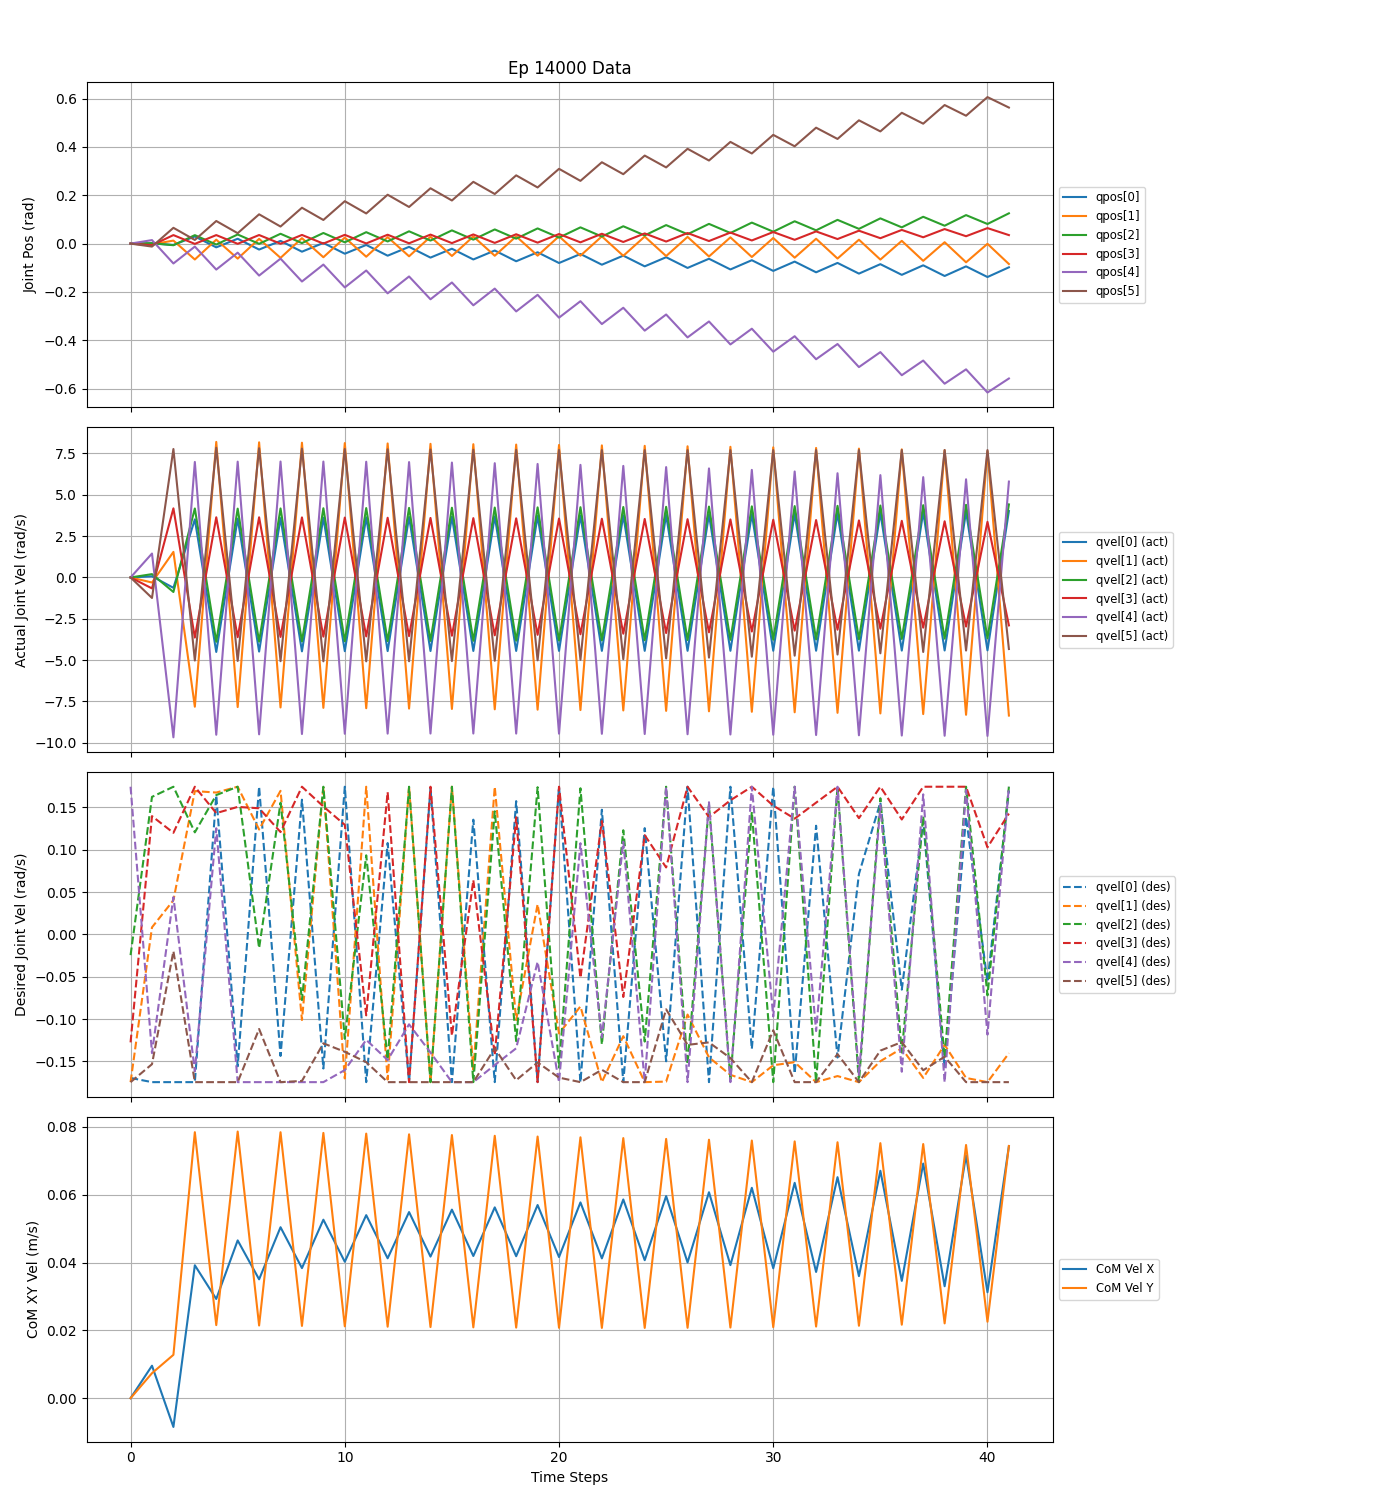 Ep 14000 Data
Joint Pos (rad)
0.6
0.4
0.2
0.0
−0.2
−0.4
−0.6
qpos[0]
qpos[1]
qpos[2]
qpos[3]
qpos[4]
qpos[5]
Actual Joint Vel (rad/s)
7.5
5.0
2.5
0.0
−2.5
−5.0
−7.5
−10.0
qvel[0] (act)
qvel[1] (act)
qvel[2] (act)
qvel[3] (act)
qvel[4] (act)
qvel[5] (act)
Desired Joint Vel (rad/s)
0.15
0.10
0.05
0.00
−0.05
−0.10
−0.15
qvel[0] (des)
qvel[1] (des)
qvel[2] (des)
qvel[3] (des)
qvel[4] (des)
qvel[5] (des)
CoM XY Vel (m/s)
0.08
0.06
0.04
0.02
0.00
CoM Vel X
CoM Vel Y
0 10 20 30 40
Time Steps